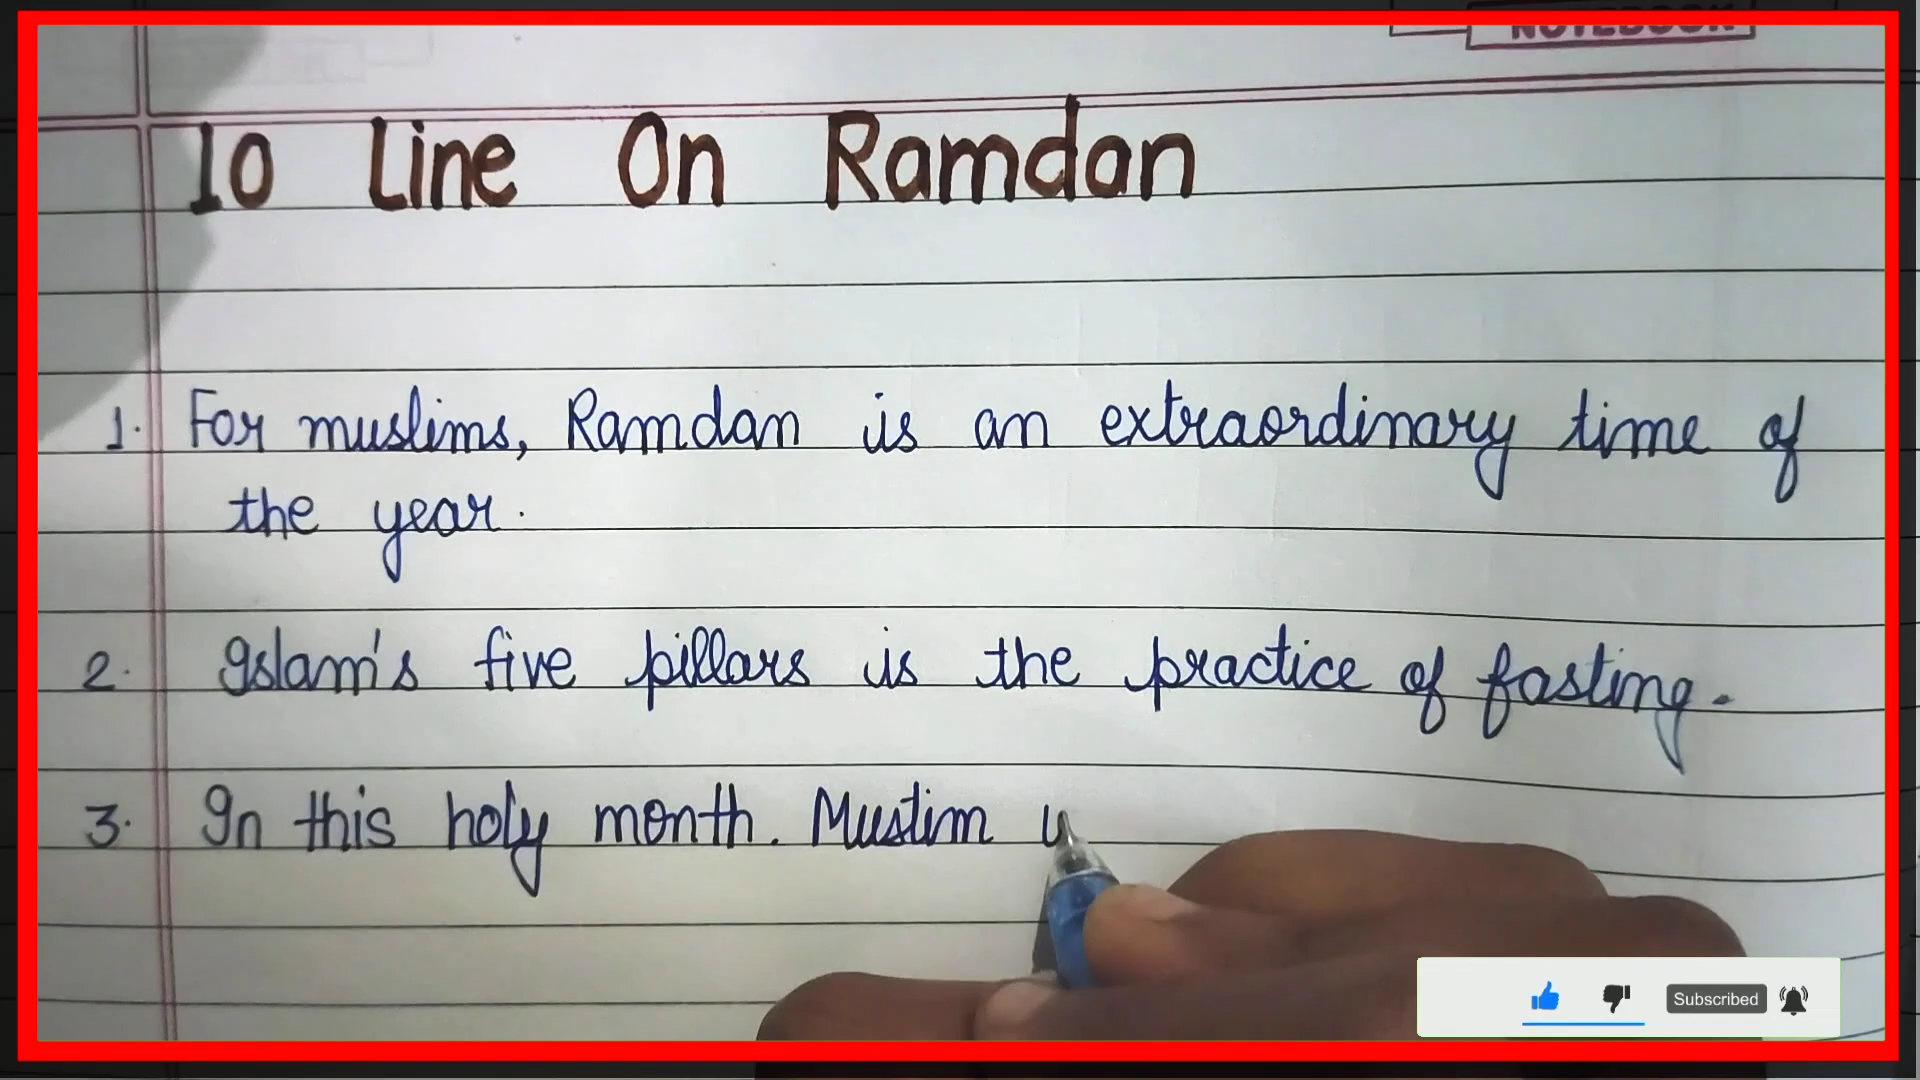 NOTEBOOK
10 Line On Ramdan
1. For muslims, Ramdan is an extraordinary time of
the year.
2. Islam's five pillars is the practice of fasting.
3. In this holy month. Muslim
Subscribed